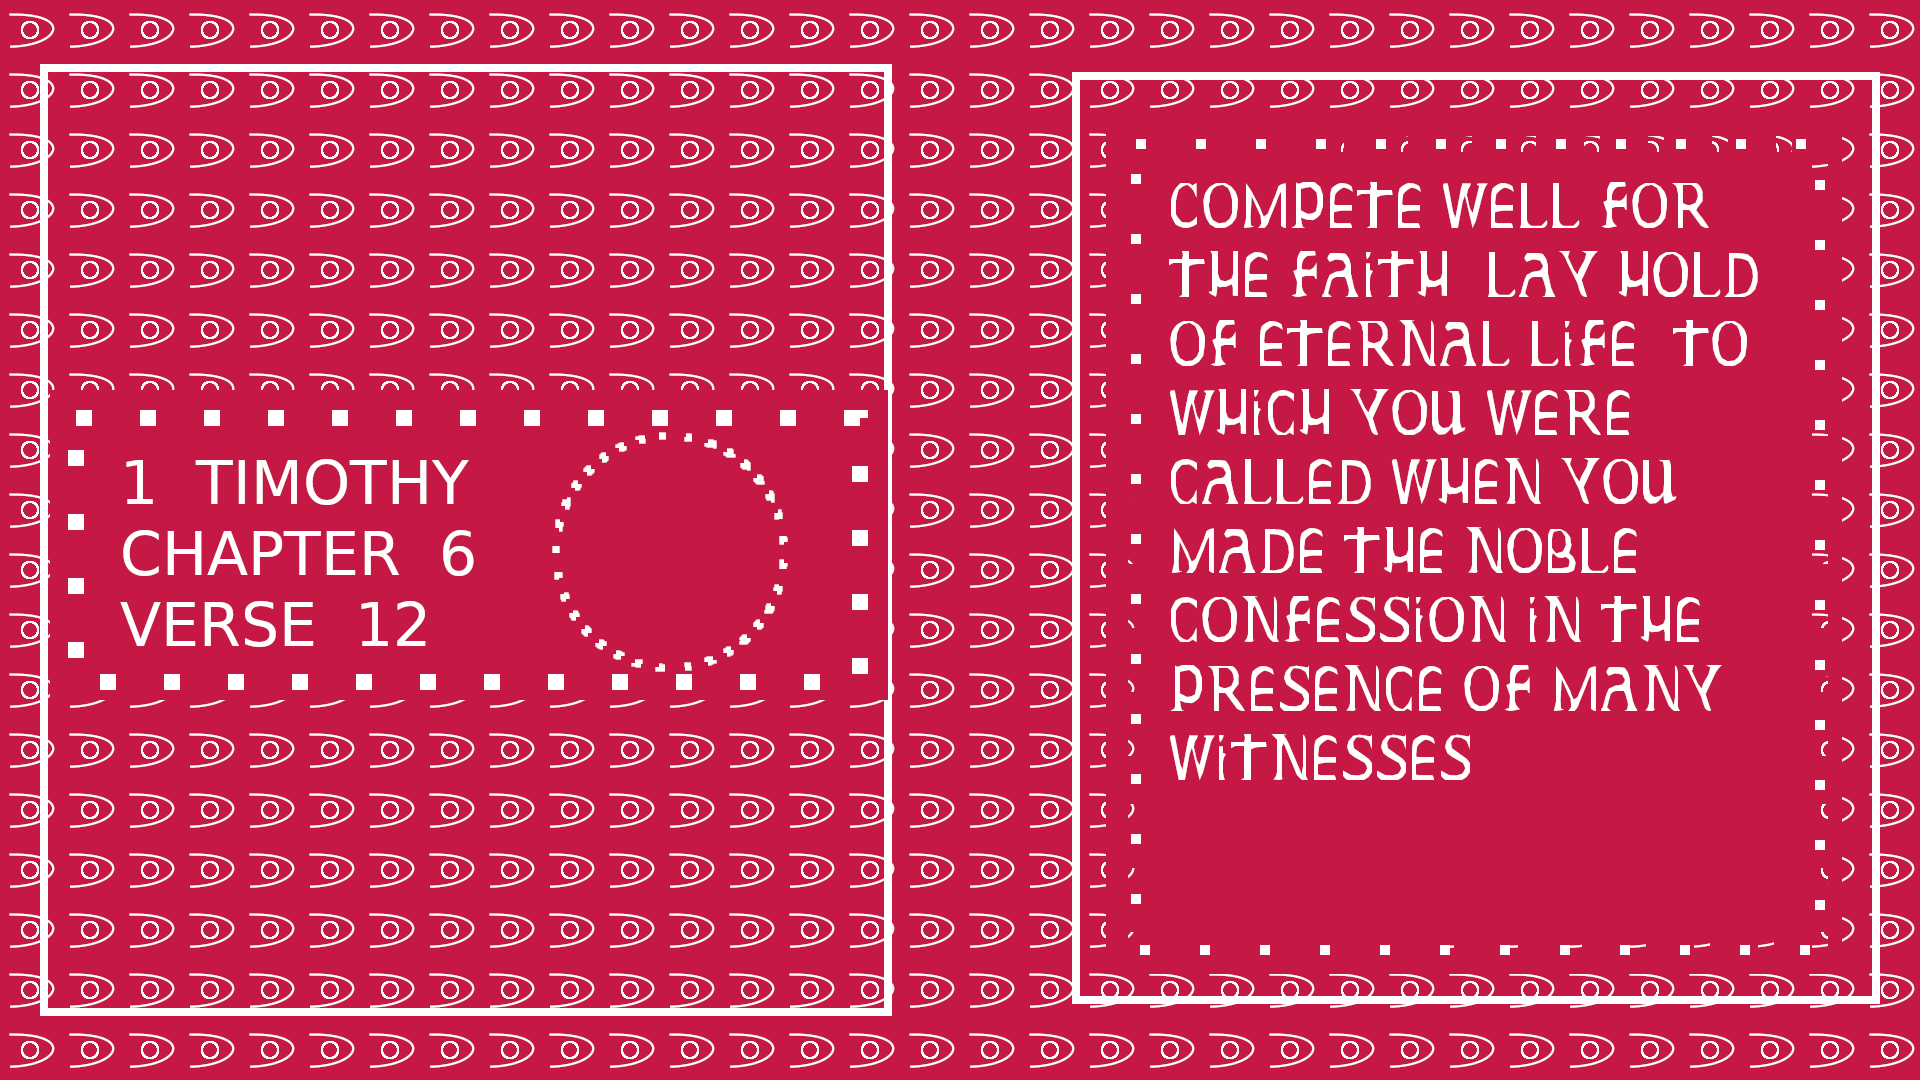 1 TIMOTHY
CHAPTER 6
VERSE 12
COMPETE WELL FOR
THE FAITH LAY HOLD
OF ETERNAL LIFE TO
WHICH YOU WERE
CALLED WHEN YOU
MADE THE NOBLE
CONFESSION IN THE
PRESENCE OF MANY
WITNESSES